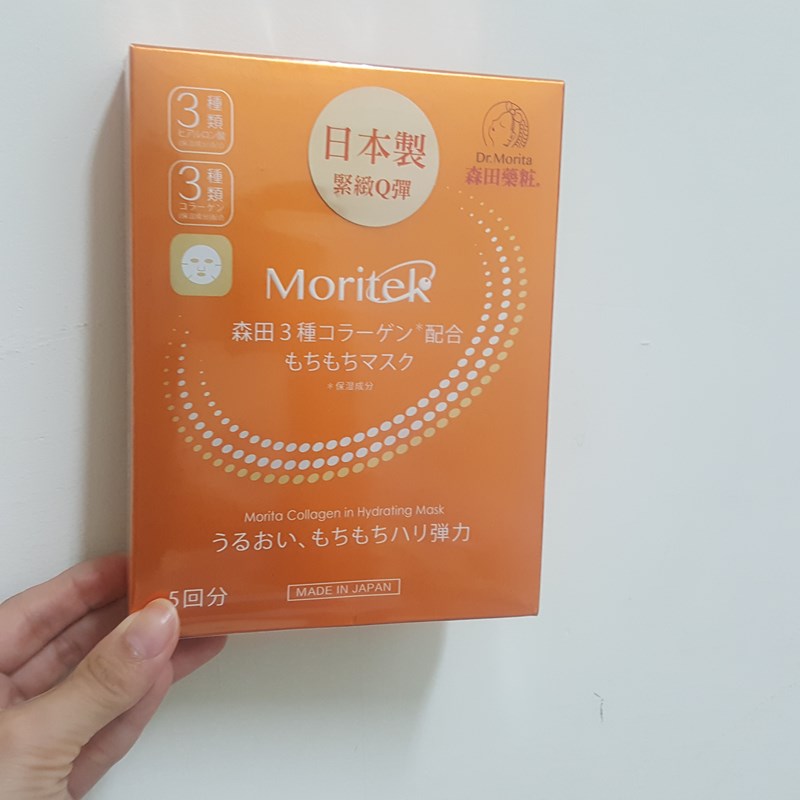 3種類
ヒアルロン酸
3種類
コラーゲン
日本製
緊緻Q彈
Dr.Morita
森田藥粧®
Moritek
森田3種コラーゲン※配合
もちもちマスク
※保湿成分
Morita Collagen in Hydrating Mask
うるおい、もちもちハリ弾力
5回分
MADE IN JAPAN